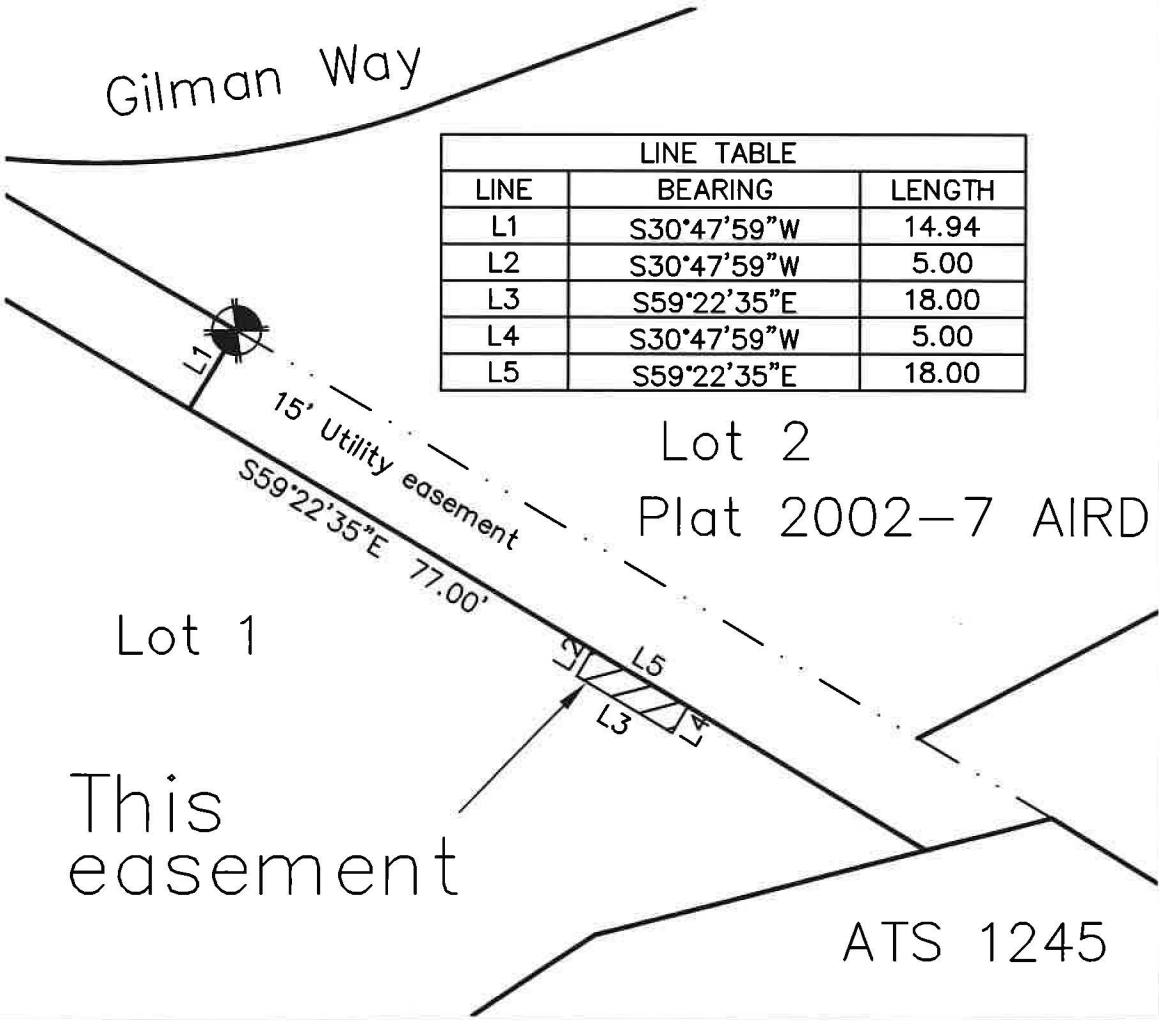 Gilman Way
LINE TABLE
LINE BEARING LENGTH
L1 S30°47'59"W 14.94
L2 S30°47'59"W 5.00
L3 S59°22'35"E 18.00
L4 S30°47'59"W 5.00
L5 S59°22'35"E 18.00
L1
15' Utility easement
Lot 2
Plat 2002-7 AIRD
S59°22'35"E 77.00'
Lot 1
L2
L5
L3
L4
This
easement
ATS 1245